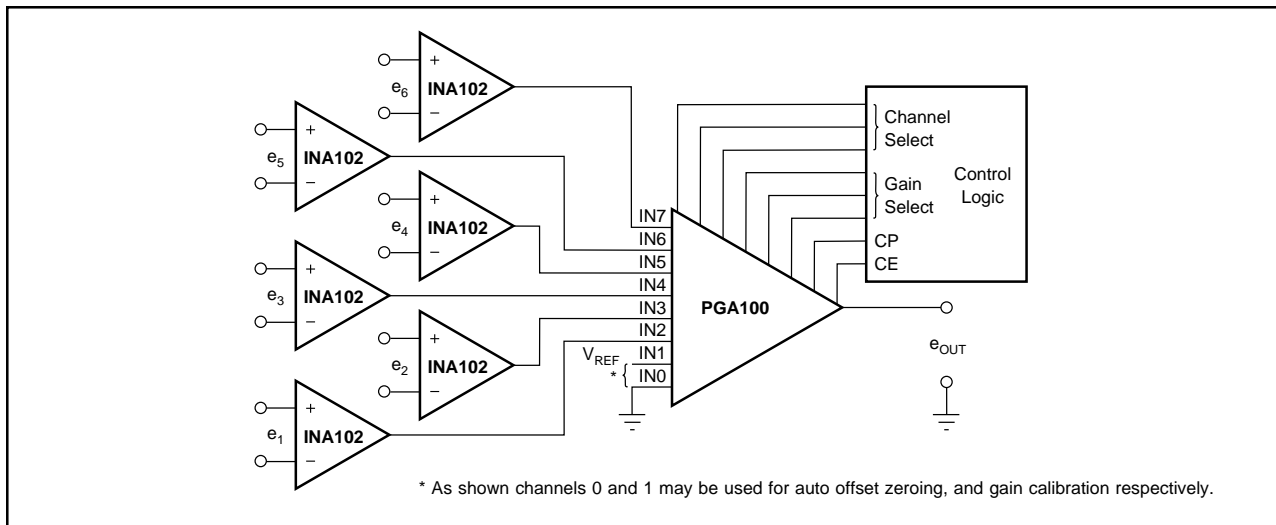 +
e6
−
INA102
+
e5
−
INA102
+
e4
−
INA102
+
e3
−
INA102
+
e2
−
INA102
+
e1
−
INA102
IN7
IN6
IN5
IN4
IN3
IN2
VREF IN1
* { IN0
PGA100
Channel
Select
Gain
Select
CP
CE
Control
Logic
eOUT
* As shown channels 0 and 1 may be used for auto offset zeroing, and gain calibration respectively.